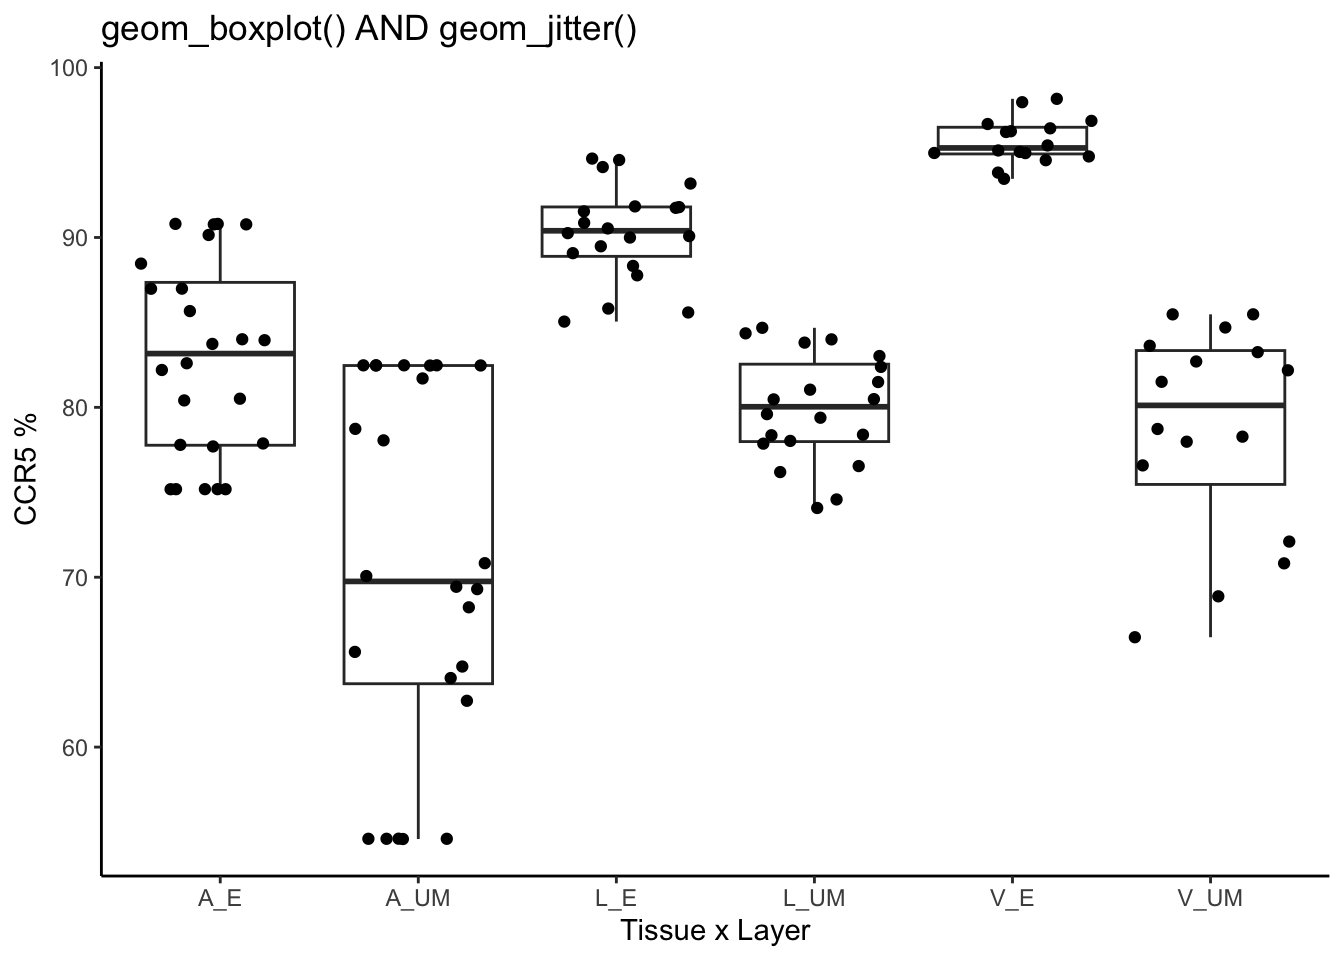 geom_boxplot() AND geom_jitter()
100
90
80
70
60
CCR5 %
A_E A_UM L_E L_UM V_E V_UM
Tissue x Layer